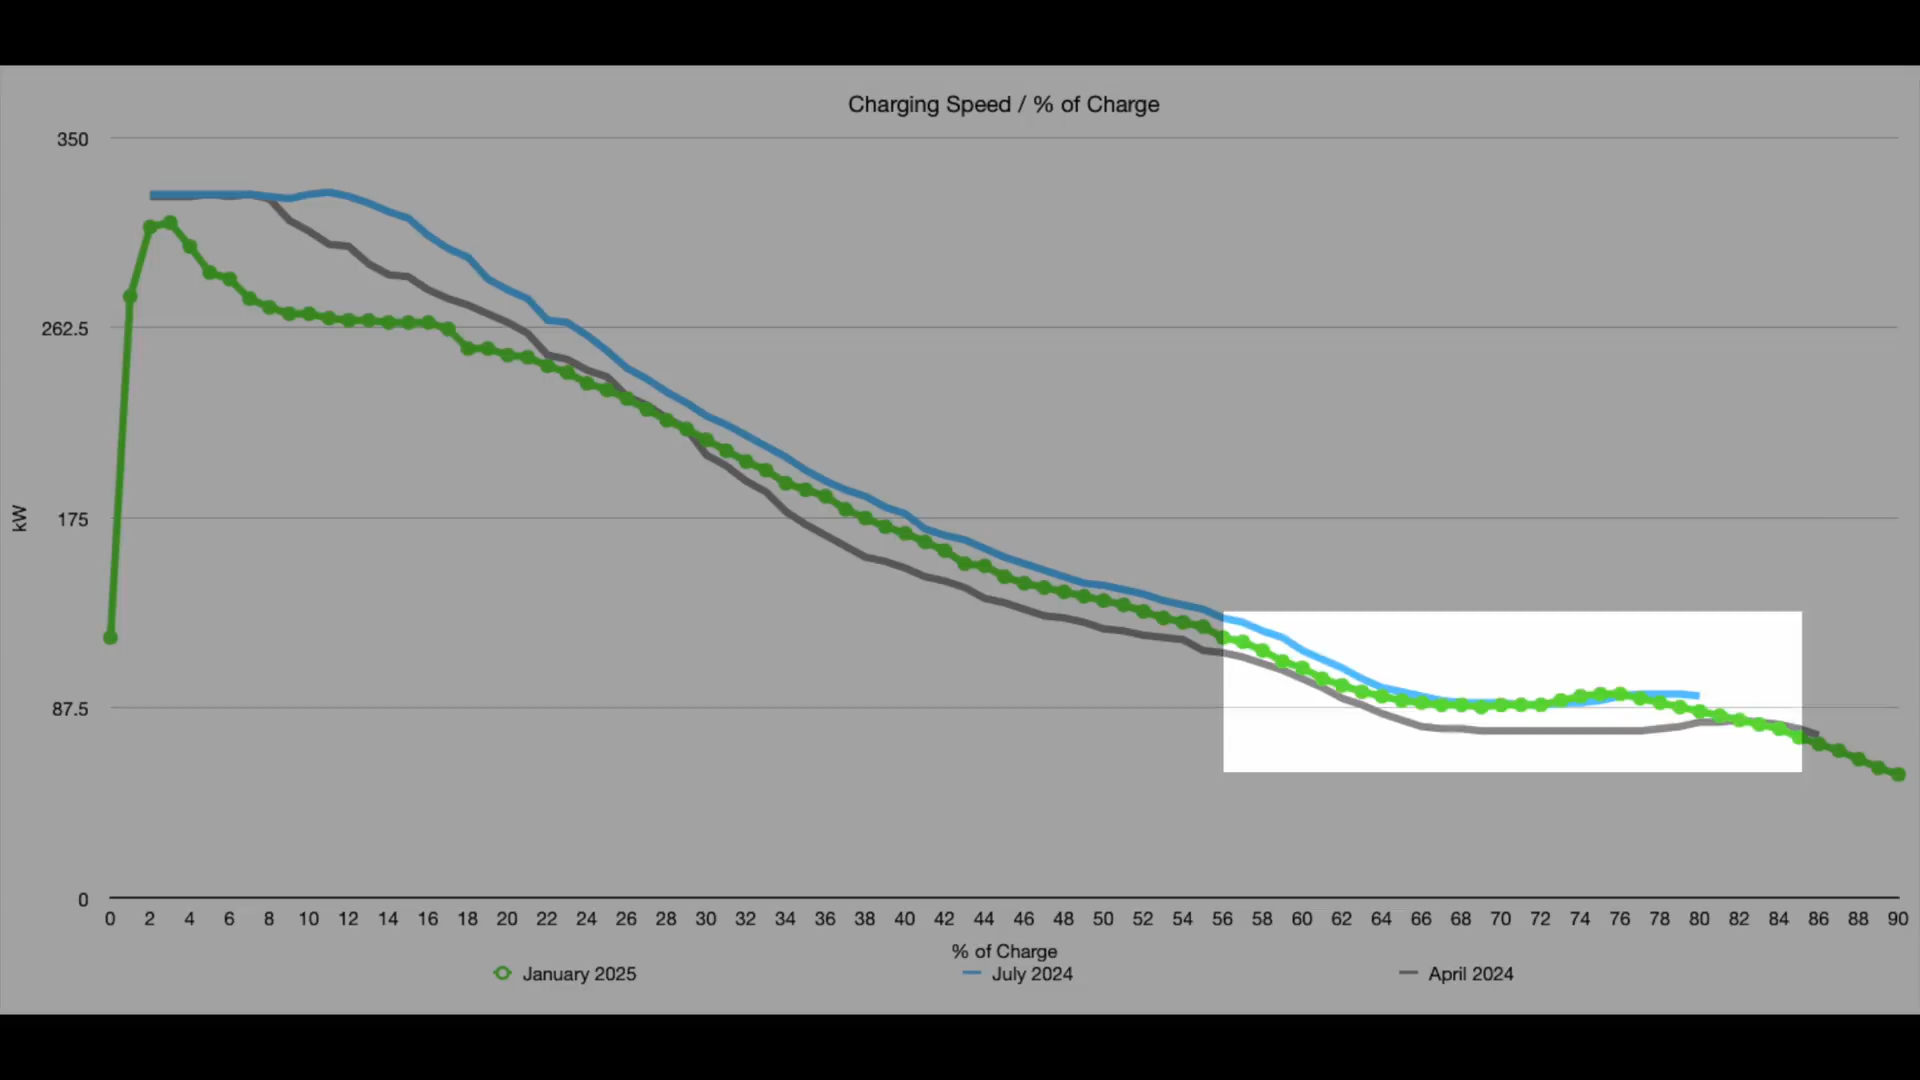 Charging Speed / % of Charge
350
262.5
175
87.5
0
kW
0 2 4 6 8 10 12 14 16 18 20 22 24 26 28 30 32 34 36 38 40 42 44 46 48 50 52 54 56 58 60 62 64 66 68 70 72 74 76 78 80 82 84 86 88 90
% of Charge
January 2025 July 2024 April 2024